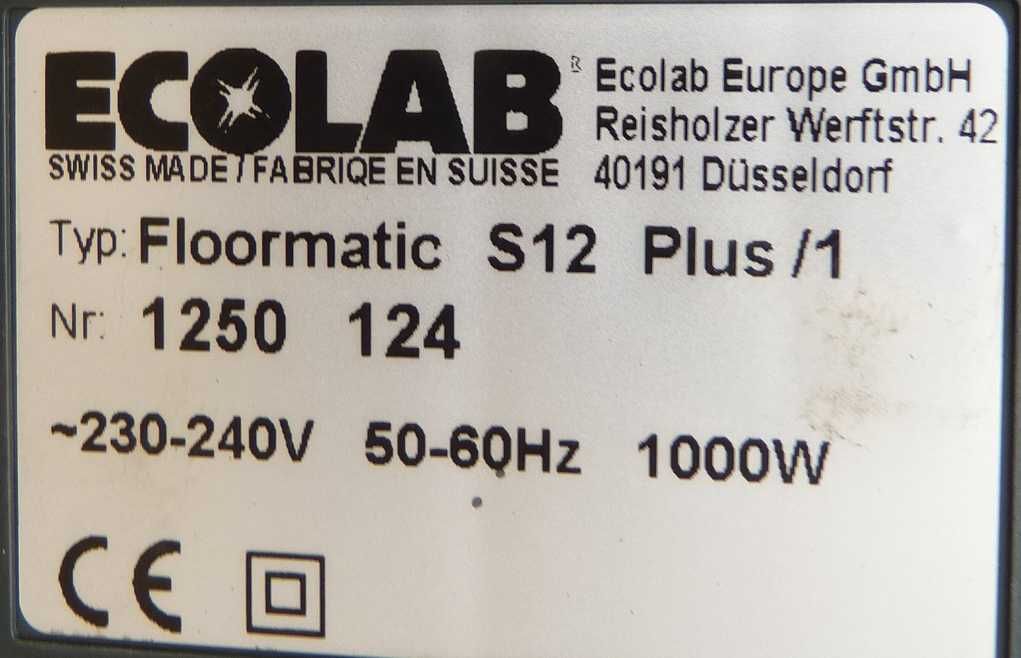 ECOLAB®
SWISS MADE / FABRIQE EN SUISSE
Ecolab Europe GmbH
Reisholzer Werftstr. 42
40191 Düsseldorf
Typ: Floormatic S12 Plus /1
Nr: 1250 124
~230-240V 50-60Hz 1000W
CE